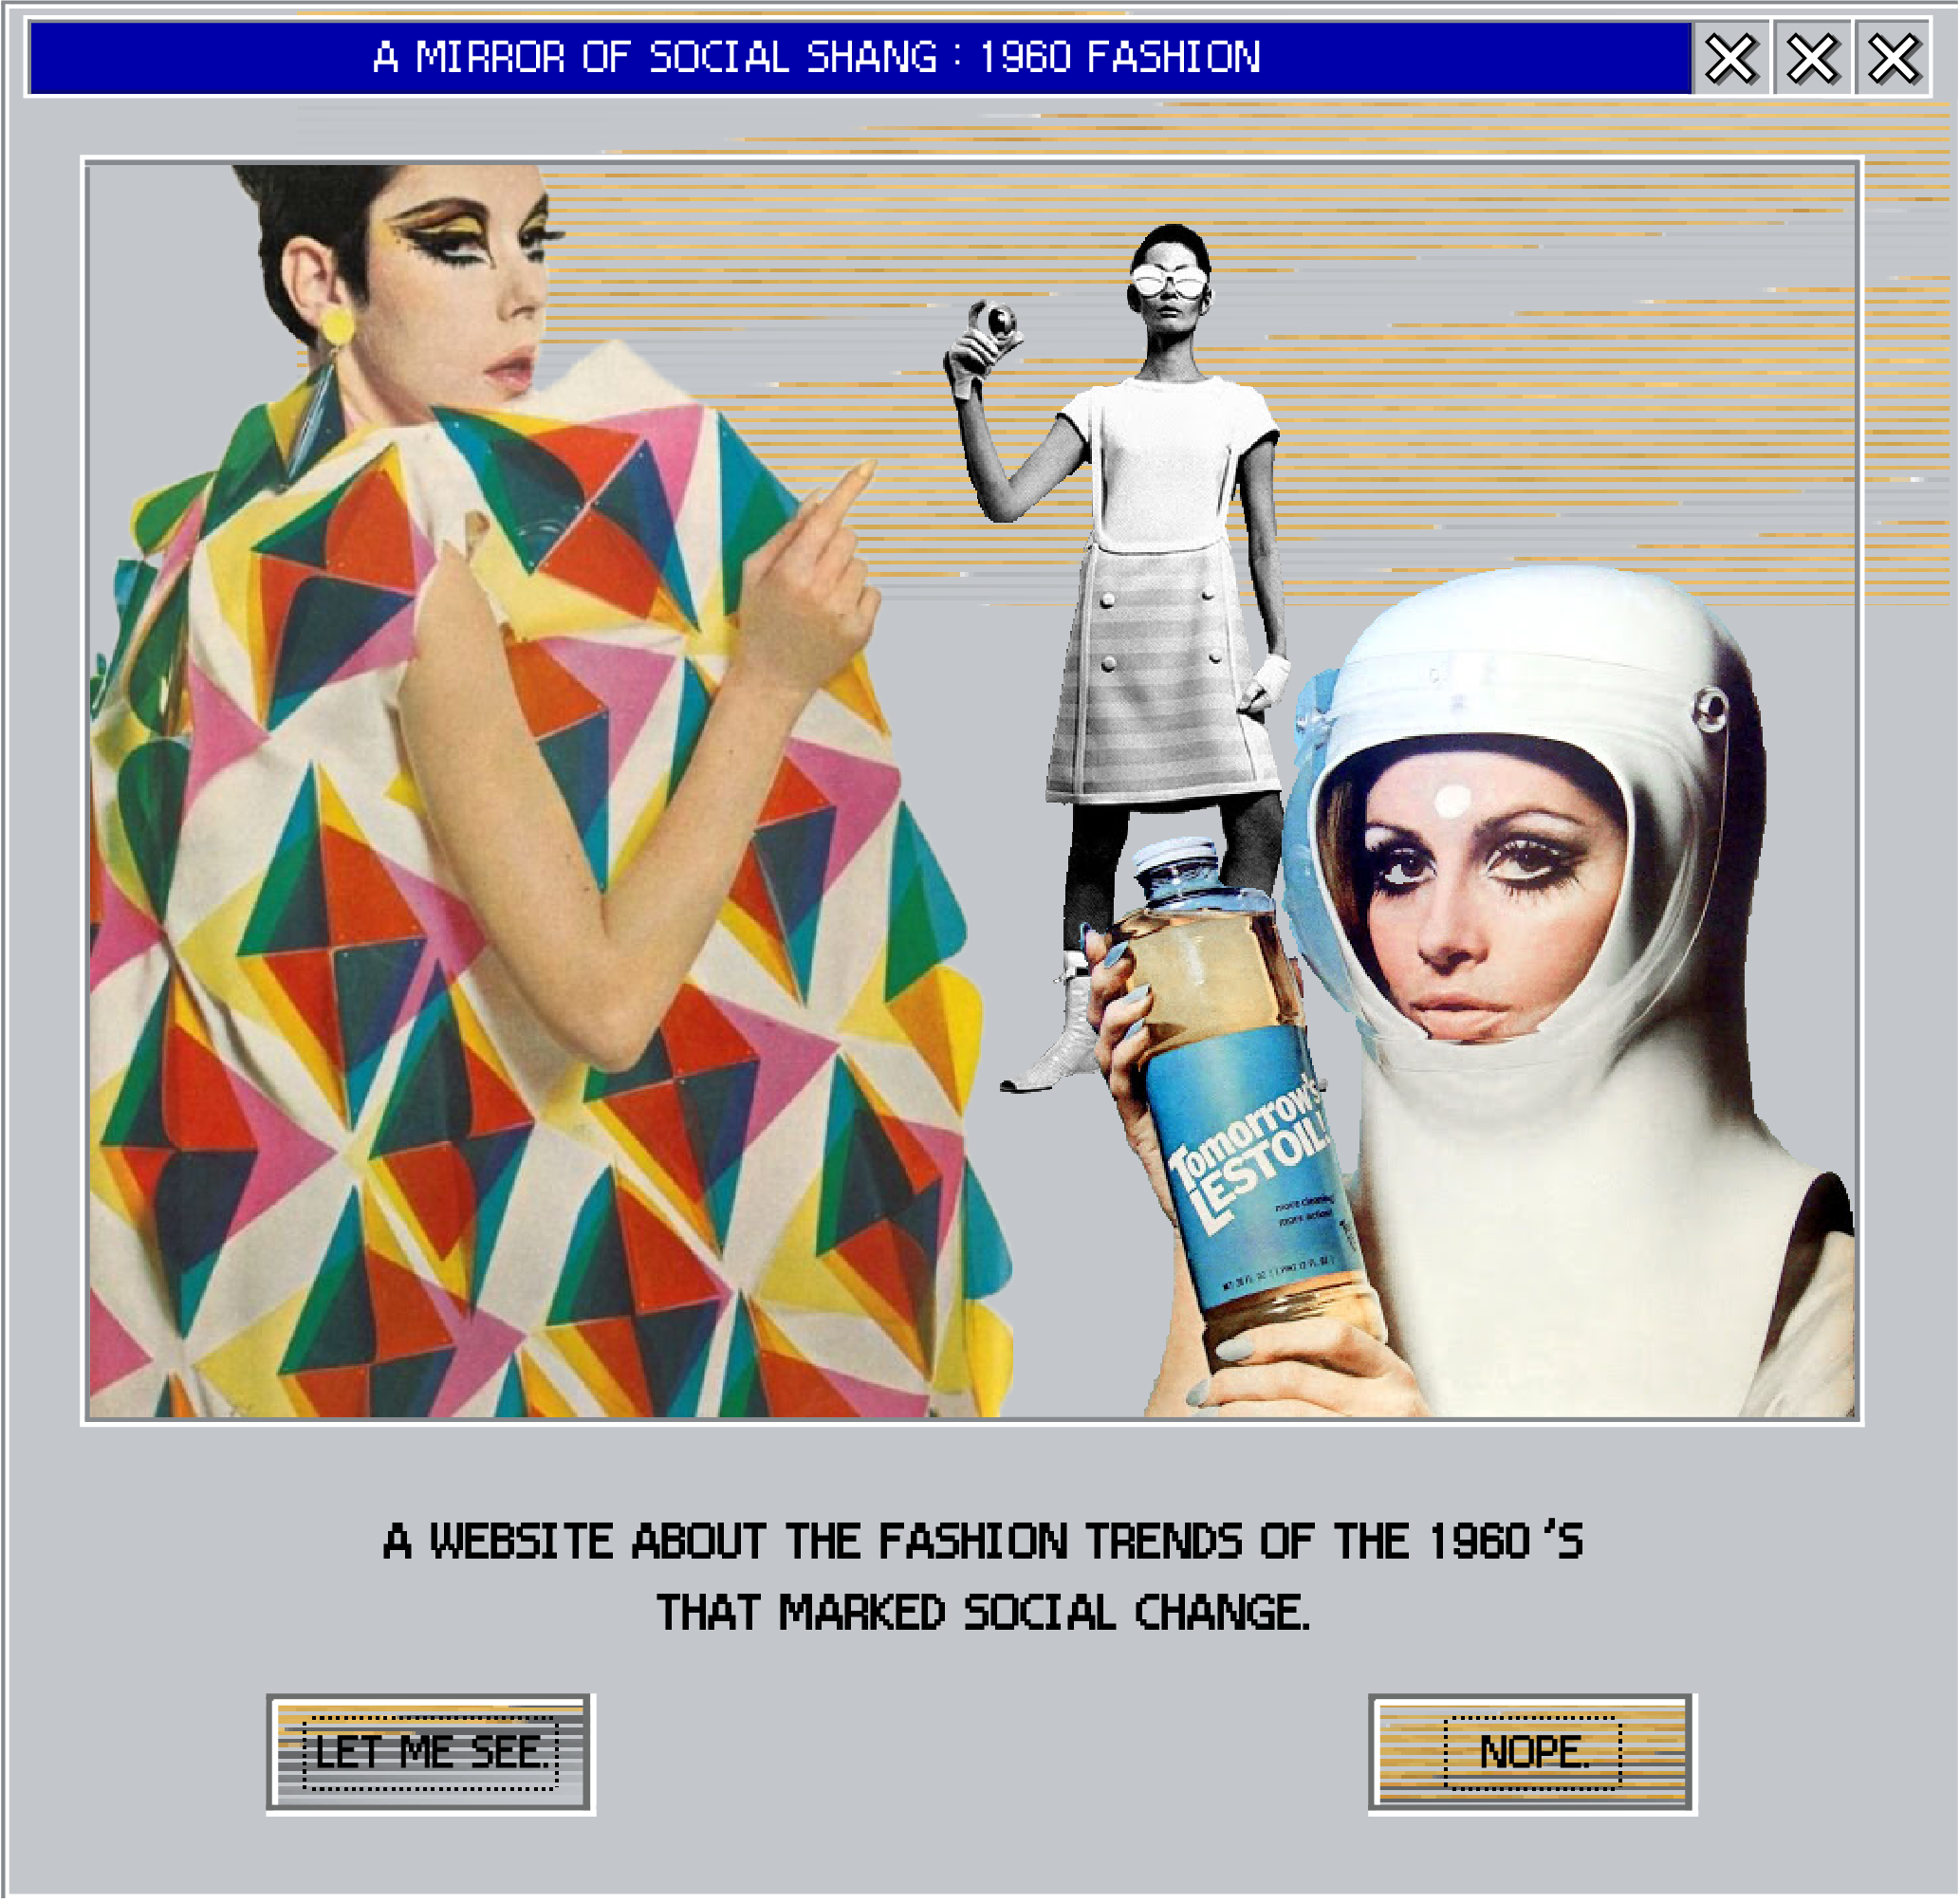 A MIRROR OF SOCIAL SHANG : 1960 FASHION
Tomorrow's
LESTOIL!
more cleaning
more action!
A WEBSITE ABOUT THE FASHION TRENDS OF THE 1960 'S
THAT MARKED SOCIAL CHANGE.
LET ME SEE.
NOPE.